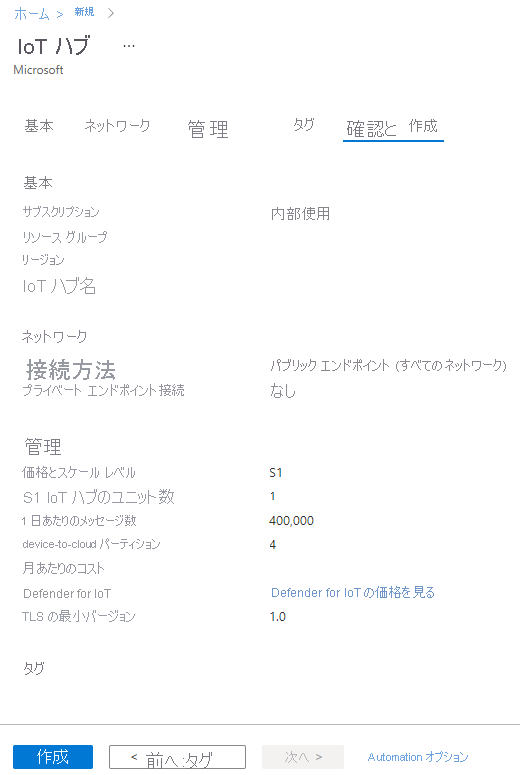 ホーム > 新規 >
IoT ハブ ...
Microsoft
基本 ネットワーク 管理 タグ 確認と 作成
基本
サブスクリプション 内部使用
リソース グループ
リージョン
IoT ハブ名
ネットワーク
接続方法 パブリック エンドポイント (すべてのネットワーク)
プライベート エンドポイント接続 なし
管理
価格とスケール レベル S1
S1 IoT ハブのユニット数 1
1 日あたりのメッセージ数 400,000
device-to-cloud パーティション 4
月あたりのコスト
Defender for IoT Defender for IoT の価格を見る
TLS の最小バージョン 1.0
タグ
作成 < 前へ:タグ 次へ > Automation オプション